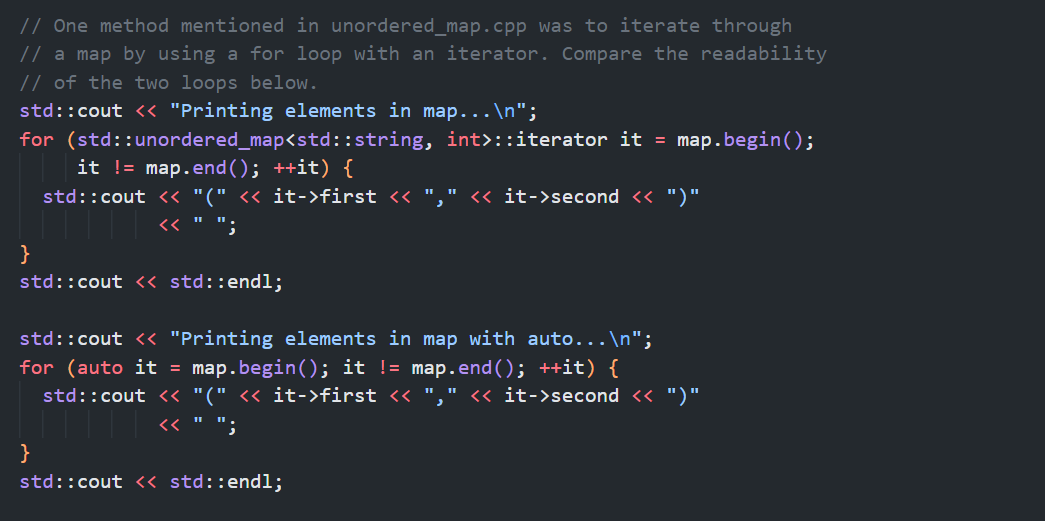 // One method mentioned in unordered_map.cpp was to iterate through
// a map by using a for loop with an iterator. Compare the readability
// of the two loops below.
std::cout << "Printing elements in map...\n";
for (std::unordered_map<std::string, int>::iterator it = map.begin();
     it != map.end(); ++it) {
  std::cout << "(" << it->first << "," << it->second << ")"
            << " ";
}
std::cout << std::endl;

std::cout << "Printing elements in map with auto...\n";
for (auto it = map.begin(); it != map.end(); ++it) {
  std::cout << "(" << it->first << "," << it->second << ")"
            << " ";
}
std::cout << std::endl;